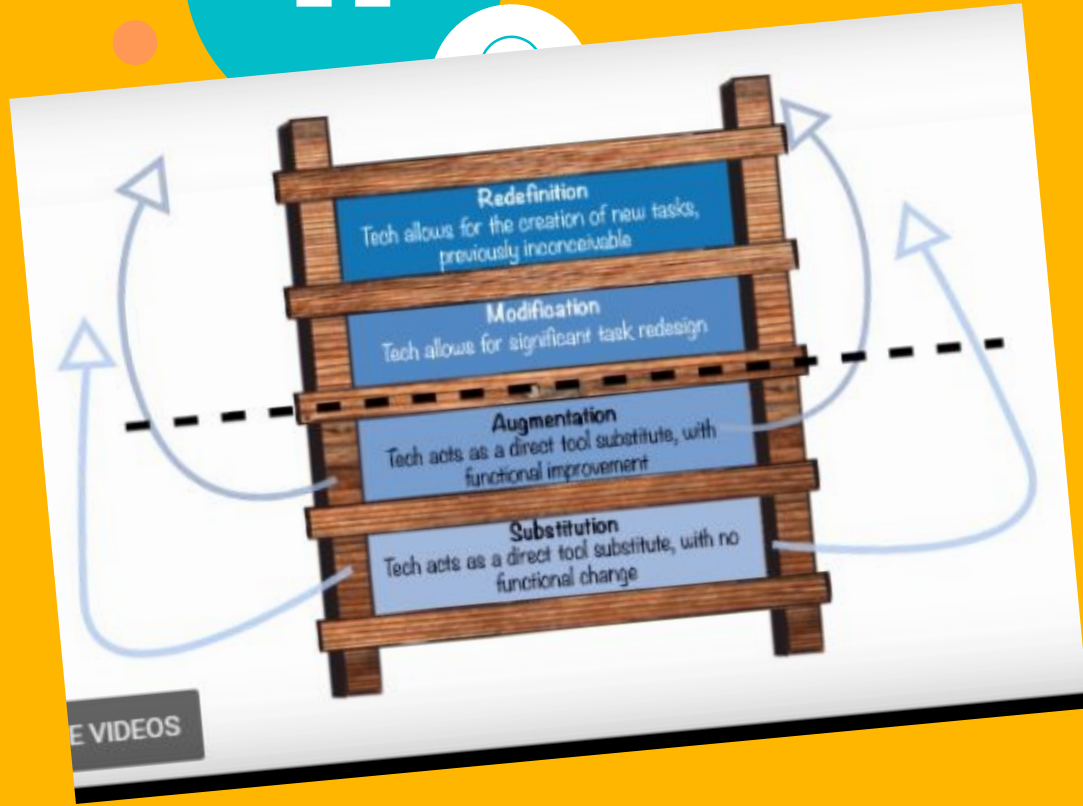 Redefinition
Tech allows for the creation of new tasks,
previously inconceivable
Modification
Tech allows for significant task redesign
Augmentation
Tech acts as a direct tool substitute, with
functional improvement
Substitution
Tech acts as a direct tool substitute, with no
functional change
E VIDEOS